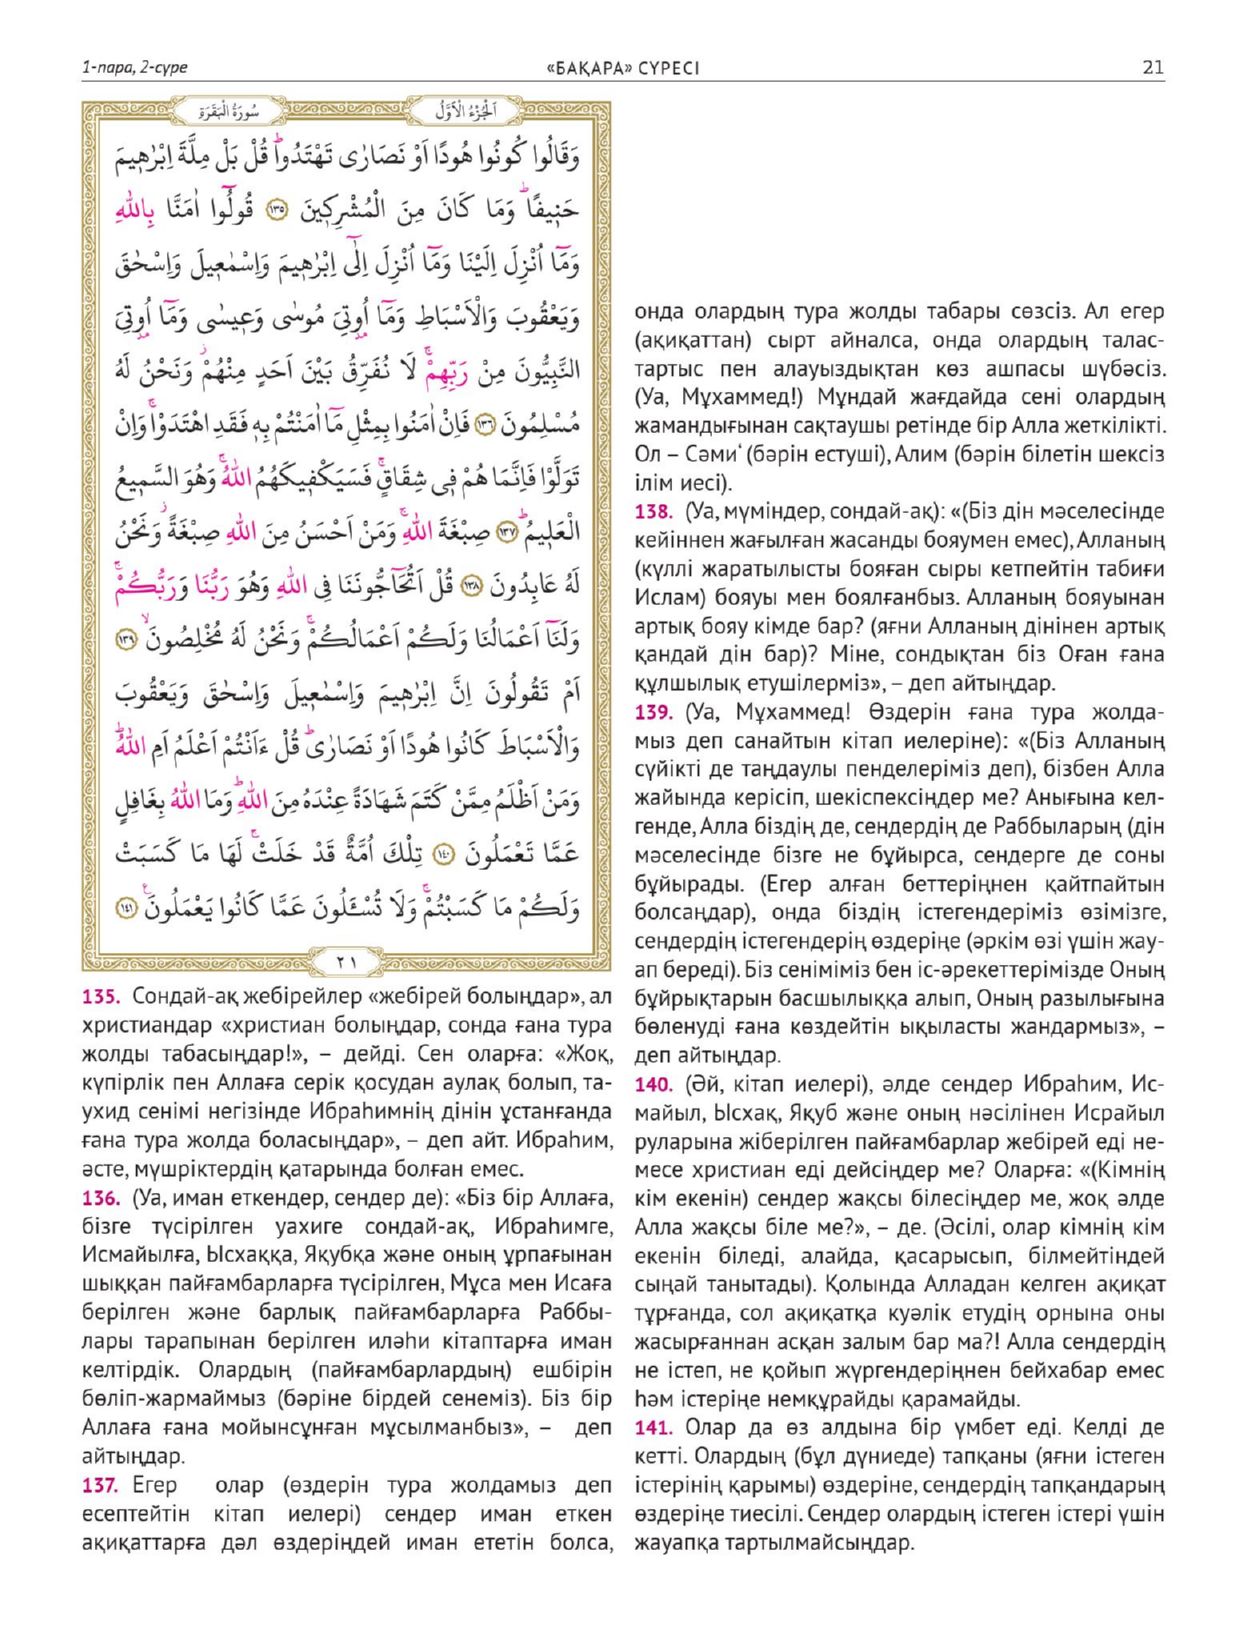 1-пара, 2-сүре
«БАҚАРА» СҮРЕСІ
21
سُورَةُ الْبَقَرَةِ
اَلْجُزْءُ الْاَوَّلُ
وَقَالُوا كُونُوا هُودًا اَوْ نَصَارٰى تَهْتَدُواۜ قُلْ بَلْ مِلَّةَ اِبْرٰه۪يمَ
حَن۪يفًاۜ وَمَا كَانَ مِنَ الْمُشْرِك۪ينَ ﴿١٣٥﴾ قُولُٓوا اٰمَنَّا بِاللّٰهِ
وَمَٓا اُنْزِلَ اِلَيْنَا وَمَٓا اُنْزِلَ اِلٰٓى اِبْرٰه۪يمَ وَاِسْمٰع۪يلَ وَاِسْحٰقَ
وَيَعْقُوبَ وَالْاَسْبَاطِ وَمَٓا اُو۫تِيَ مُوسٰى وَع۪يسٰى وَمَٓا اُو۫تِيَ
النَّبِيُّونَ مِنْ رَبِّهِمْۚ لَا نُفَرِّقُ بَيْنَ اَحَدٍ مِنْهُمْۘ وَنَحْنُ لَهُ
مُسْلِمُونَ ﴿١٣٦﴾ فَاِنْ اٰمَنُوا بِمِثْلِ مَٓا اٰمَنْتُمْ بِه۪ فَقَدِ اهْتَدَوْاۚ وَاِنْ
تَوَلَّوْا فَاِنَّمَا هُمْ ف۪ي شِقَاقٍۚ فَسَيَكْف۪يكَهُمُ اللّٰهُۚ وَهُوَ السَّم۪يعُ
الْعَل۪يمُۜ ﴿١٣٧﴾ صِبْغَةَ اللّٰهِۚ وَمَنْ اَحْسَنُ مِنَ اللّٰهِ صِبْغَةًۘ وَنَحْنُ
لَهُ عَابِدُونَ ﴿١٣٨﴾ قُلْ اَتُحَٓاجُّونَنَا فِي اللّٰهِ وَهُوَ رَبُّنَا وَرَبُّكُمْۚ
وَلَنَٓا اَعْمَالُنَا وَلَكُمْ اَعْمَالُكُمْۚ وَنَحْنُ لَهُ مُخْلِصُونَۙ ﴿١٣٩﴾
اَمْ تَقُولُونَ اِنَّ اِبْرٰه۪يمَ وَاِسْمٰع۪يلَ وَاِسْحٰقَ وَيَعْقُوبَ
وَالْاَسْبَاطَ كَانُوا هُودًا اَوْ نَصَارٰىۜ قُلْ ءَاَنْتُمْ اَعْلَمُ اَمِ اللّٰهُۜ
وَمَنْ اَظْلَمُ مِمَّنْ كَتَمَ شَهَادَةً عِنْدَهُ مِنَ اللّٰهِۜ وَمَا اللّٰهُ بِغَافِلٍ
عَمَّا تَعْمَلُونَ ﴿١٤٠﴾ تِلْكَ اُمَّةٌ قَدْ خَلَتْۚ لَهَا مَا كَسَبَتْ
وَلَكُمْ مَا كَسَبْتُمْۚ وَلَا تُسْـَٔلُونَ عَمَّا كَانُوا يَعْمَلُونَ۟ ﴿١٤١﴾
٢١
135. Сондай-ақ жебірейлер «жебірей болыңдар», ал
христиандар «христиан болыңдар, сонда ғана тура
жолды табасыңдар!», – дейді. Сен оларға: «Жоқ,
күпірлік пен Аллаға серік қосудан аулақ болып, та-
ухид сенімі негізінде Ибраһимнің дінін ұстанғанда
ғана тура жолда боласыңдар», – деп айт. Ибраһим,
әсте, мүшріктердің қатарында болған емес.
136. (Уа, иман еткендер, сендер де): «Біз бір Аллаға,
бізге түсірілген уахиге сондай-ақ, Ибраһимге,
Исмайылға, Ысхаққа, Яқубқа және оның ұрпағынан
шыққан пайғамбарларға түсірілген, Мұса мен Исаға
берілген және барлық пайғамбарларға Раббы-
лары тарапынан берілген иләһи кітаптарға иман
келтірдік. Олардың (пайғамбарлардың) ешбірін
бөліп-жармаймыз (бәріне бірдей сенеміз). Біз бір
Аллаға ғана мойынсұнған мұсылманбыз», – деп
айтыңдар.
137. Егер олар (өздерін тура жолдамыз деп
есептейтін кітап иелері) сендер иман еткен
ақиқаттарға дәл өздеріңдей иман ететін болса,
онда олардың тура жолды табары сөзсіз. Ал егер
(ақиқаттан) сырт айналса, онда олардың талас-
тартыс пен алауыздықтан көз ашпасы шүбәсіз.
(Уа, Мұхаммед!) Мұндай жағдайда сені олардың
жамандығынан сақтаушы ретінде бір Алла жеткілікті.
Ол – Сәми‘ (бәрін естуші), Алим (бәрін білетін шексіз
ілім иесі).
138. (Уа, мүміндер, сондай-ақ): «(Біз дін мәселесінде
кейіннен жағылған жасанды бояумен емес), Алланың
(күллі жаратылысты бояған сыры кетпейтін табиғи
Ислам) бояуы мен боялғанбыз. Алланың бояуынан
артық бояу кімде бар? (яғни Алланың дінінен артық
қандай дін бар)? Міне, сондықтан біз Оған ғана
құлшылық етушілерміз», – деп айтыңдар.
139. (Уа, Мұхаммед! Өздерін ғана тура жолда-
мыз деп санайтын кітап иелеріне): «(Біз Алланың
сүйікті де таңдаулы пенделеріміз деп), бізбен Алла
жайында керісіп, шекіспексіңдер ме? Анығына кел-
генде, Алла біздің де, сендердің де Раббыларың (дін
мәселесінде бізге не бұйырса, сендерге де соны
бұйырады. (Егер алған беттеріңнен қайтпайтын
болсаңдар), онда біздің істегендеріміз өзімізге,
сендердің істегендерің өздеріңе (әркім өзі үшін жау-
ап береді). Біз сеніміміз бен іс-әрекеттерімізде Оның
бұйрықтарын басшылыққа алып, Оның разылығына
бөленуді ғана көздейтін ықыласты жандармыз», –
деп айтыңдар.
140. (Әй, кітап иелері), әлде сендер Ибраһим, Ис-
майыл, Ысхақ, Яқуб және оның нәсілінен Исрайыл
руларына жіберілген пайғамбарлар жебірей еді не-
месе христиан еді дейсіңдер ме? Оларға: «(Кімнің
кім екенін) сендер жақсы білесіңдер ме, жоқ әлде
Алла жақсы біле ме?», – де. (Әсілі, олар кімнің кім
екенін біледі, алайда, қасарысып, білмейтіндей
сыңай танытады). Қолында Алладан келген ақиқат
тұрғанда, сол ақиқатқа куәлік етудің орнына оны
жасырғаннан асқан залым бар ма?! Алла сендердің
не істеп, не қойып жүргендеріңнен бейхабар емес
һәм істеріңе немқұрайды қарамайды.
141. Олар да өз алдына бір үмбет еді. Келді де
кетті. Олардың (бұл дүниеде) тапқаны (яғни істеген
істерінің қарымы) өздеріне, сендердің тапқандарың
өздеріңе тиесілі. Сендер олардың істеген істері үшін
жауапқа тартылмайсыңдар.